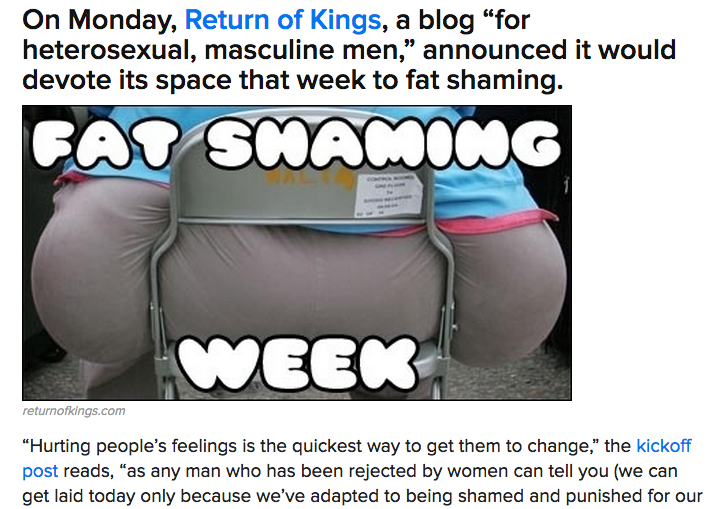 On Monday, Return of Kings, a blog “for
heterosexual, masculine men,” announced it would
devote its space that week to fat shaming.
FAT SHAMING
WEEK
returnofkings.com
“Hurting people’s feelings is the quickest way to get them to change,” the kickoff
post reads, “as any man who has been rejected by women can tell you (we can
get laid today only because we’ve adapted to being shamed and punished for our